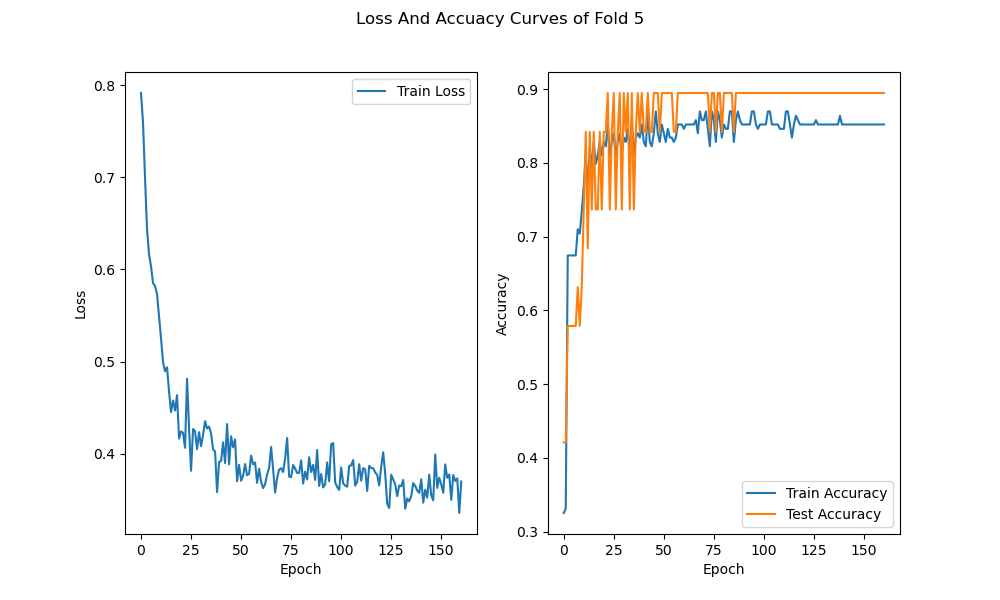 Loss And Accuacy Curves of Fold 5
0.8
0.7
0.6
0.5
0.4
Loss
0 25 50 75 100 125 150
Epoch
Train Loss
0.9
0.8
0.7
0.6
0.5
0.4
0.3
Accuracy
0 25 50 75 100 125 150
Epoch
Train Accuracy
Test Accuracy